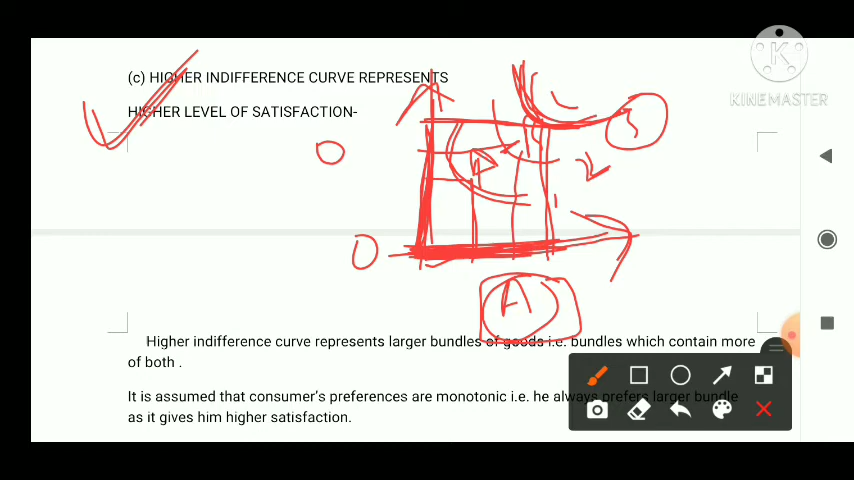 KINEMASTER
(c) HIGHER INDIFFERENCE CURVE REPRESENTS
HIGHER LEVEL OF SATISFACTION-
O
O
A
Higher indifference curve represents larger bundles of goods i.e. bundles which contain more
of both .
It is assumed that consumer's preferences are monotonic i.e. he always prefers larger bundle
as it gives him higher satisfaction.